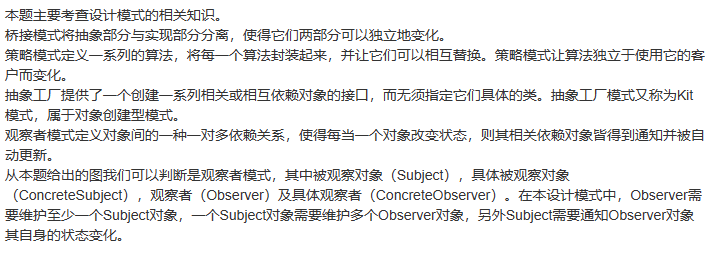 本题主要考查设计模式的相关知识。
桥接模式将抽象部分与实现部分分离，使得它们两部分可以独立地变化。
策略模式定义一系列的算法，将每一个算法封装起来，并让它们可以相互替换。策略模式让算法独立于使用它的客
户而变化。
抽象工厂提供了一个创建一系列相关或相互依赖对象的接口，而无须指定它们具体的类。抽象工厂模式又称为Kit
模式，属于对象创建型模式。
观察者模式定义对象间的一种一对多依赖关系，使得每当一个对象改变状态，则其相关依赖对象皆得到通知并被自
动更新。
从本题给出的图我们可以判断是观察者模式，其中被观察对象（Subject），具体被观察对象
（ConcreteSubject），观察者（Observer）及具体观察者（ConcreteObserver）。在本设计模式中，Observer需
要维护至少一个Subject对象，一个Subject对象需要维护多个Observer对象，另外Subject需要通知Observer对象
其自身的状态变化。